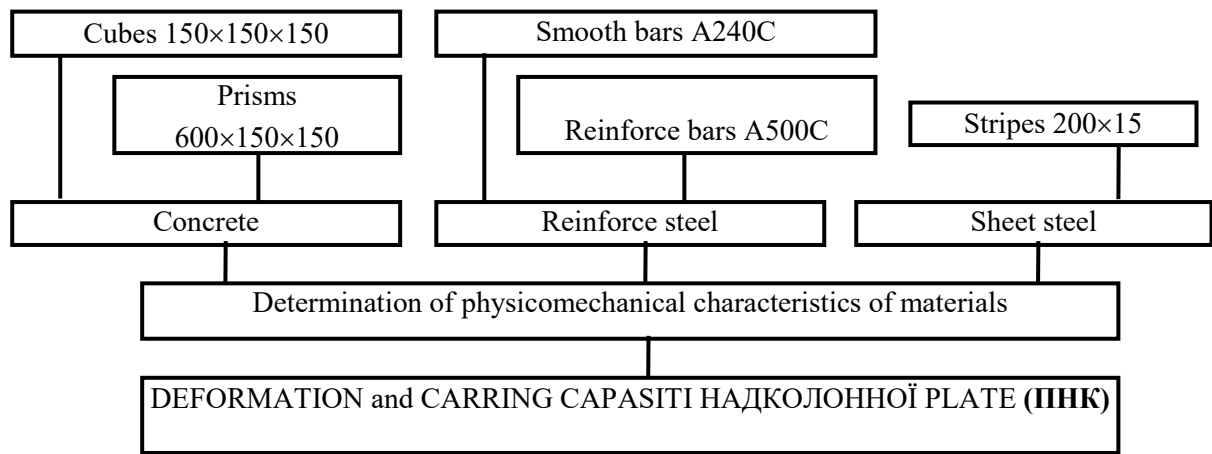 Cubes 150×150×150
Smooth bars A240C
Prisms
600×150×150
Reinforce bars A500C
Stripes 200×15
Concrete
Reinforce steel
Sheet steel
Determination of physicomechanical characteristics of materials
DEFORMATION and CARRING CAPASITI НАДКОЛОННОЇ PLATE (ПНК)